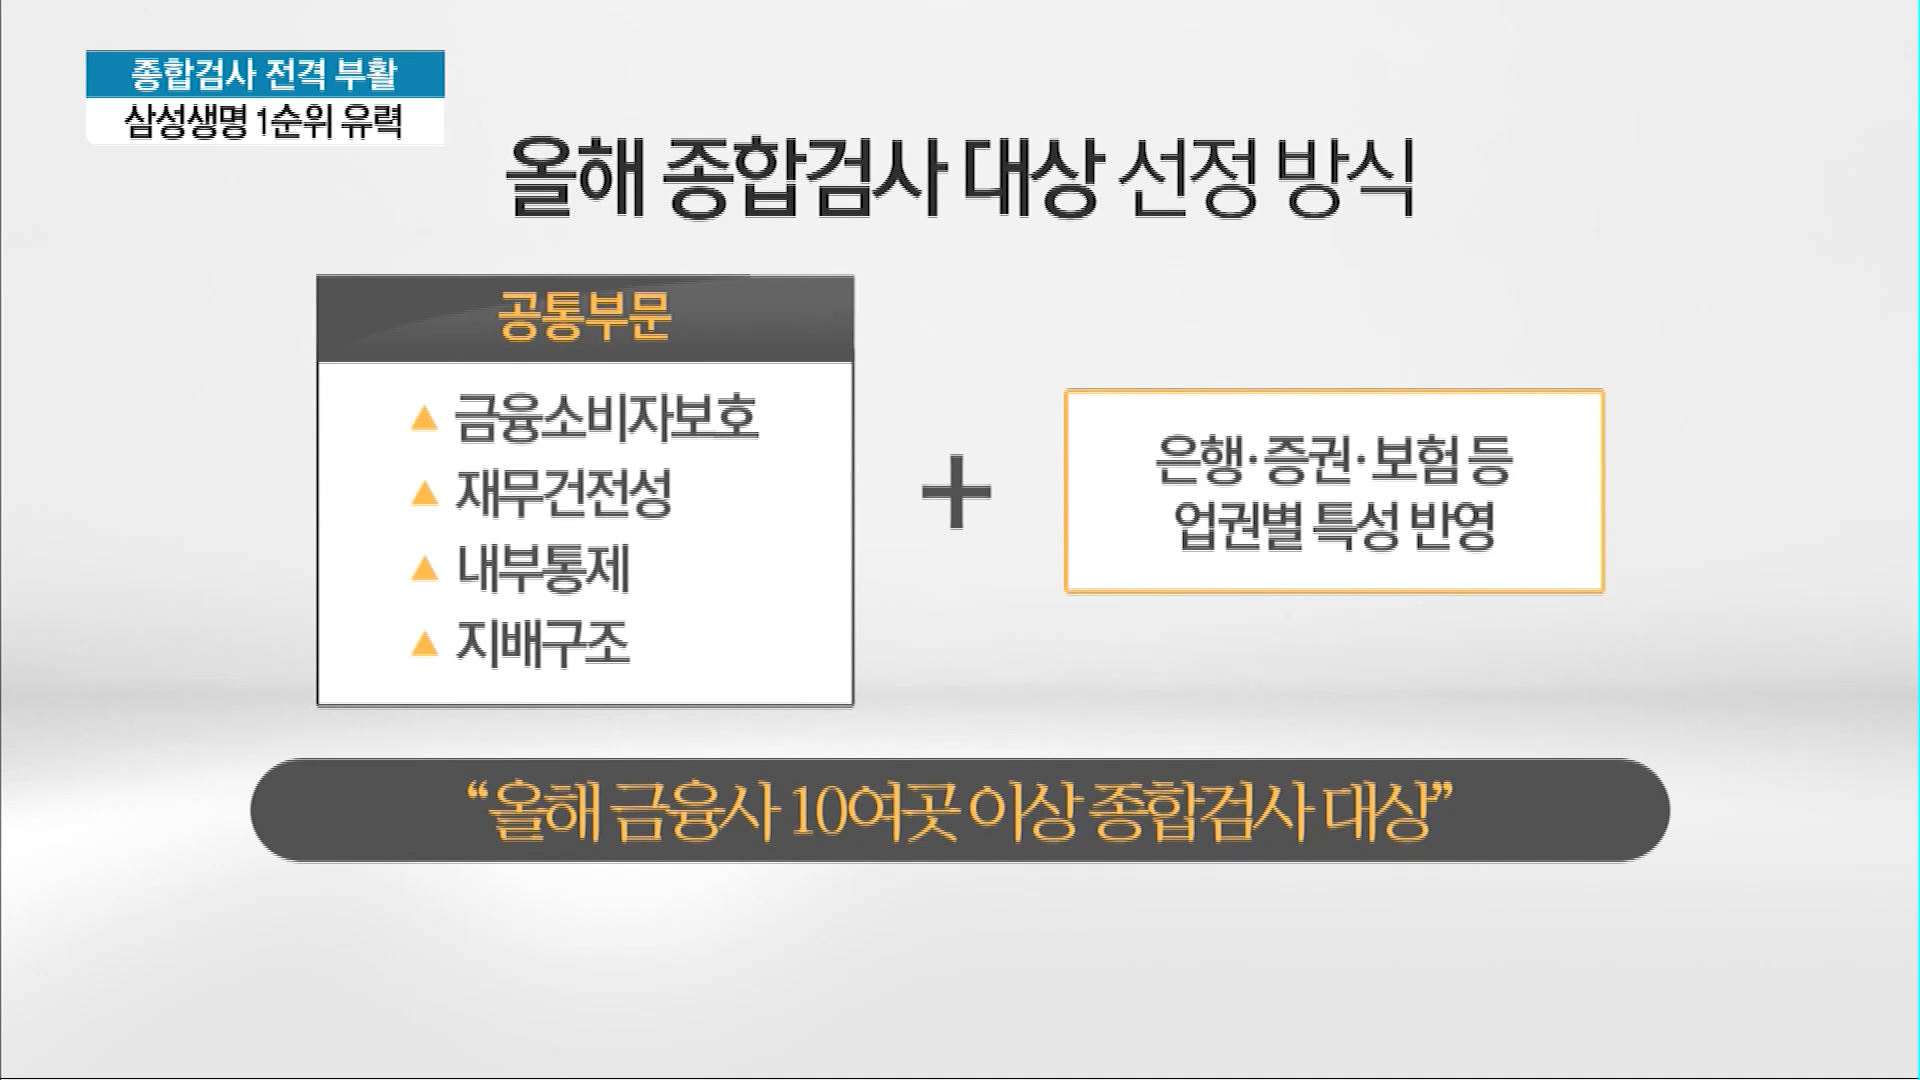 종합검사 전격 부활
삼성생명 1순위 유력
올해 종합검사 대상 선정 방식
공통부문
▲ 금융소비자보호
▲ 재무건전성
▲ 내부통제
▲ 지배구조
+
은행·증권·보험 등
업권별 특성 반영
“올해 금융사 10여곳 이상 종합검사 대상”